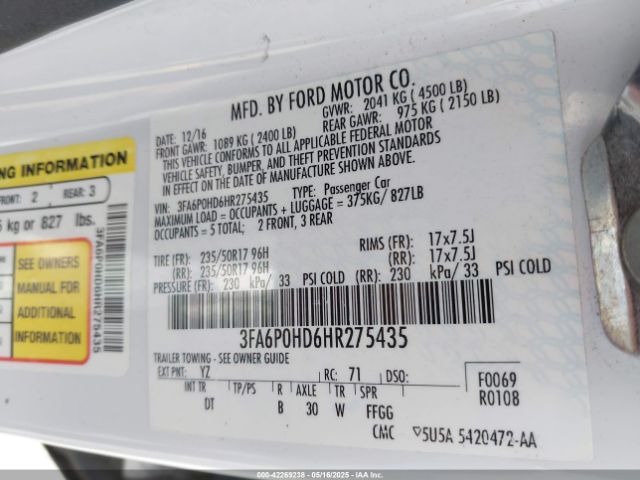 MFD. BY FORD MOTOR CO.
DATE: 12/16 GVWR: 2041 KG (4500 LB)
FRONT GAWR: 1089 KG (2400 LB) REAR GAWR: 975 KG (2150 LB)
THIS VEHICLE CONFORMS TO ALL APPLICABLE FEDERAL MOTOR
VEHICLE SAFETY, BUMPER, AND THEFT PREVENTION STANDARDS
IN EFFECT ON THE DATE OF MANUFACTURE SHOWN ABOVE.
VIN: 3FA6P0HD6HR275435 TYPE: Passenger Car
MAXIMUM LOAD = OCCUPANTS + LUGGAGE = 375KG/ 827LB
OCCUPANTS = 5 TOTAL; 2 FRONT, 3 REAR
TIRE (FR): 235/50R17 96H RIMS (FR): 17x7.5J
(RR): 235/50R17 96H (RR): 17x7.5J
PRESSURE (FR): 230 kPa/ 33 PSI COLD (RR): 230 kPa/ 33 PSI COLD
3FA6P0HD6HR275435
TRAILER TOWING - SEE OWNER GUIDE
EXT PNT: YZ RC: 71 DSO: F0069
INT TR TP/PS R AXLE TR SPR R0108
DT B 30 W FFGG
CMC 5U5A 5420472-AA
NG INFORMATION
FRONT: 2 REAR: 3
kg or 827 lbs.
SEE OWNERS
MANUAL FOR
ADDITIONAL
INFORMATION
3FA6P0HD6HR275435
000-42269238 - 05/16/2025 - IAAI.COM